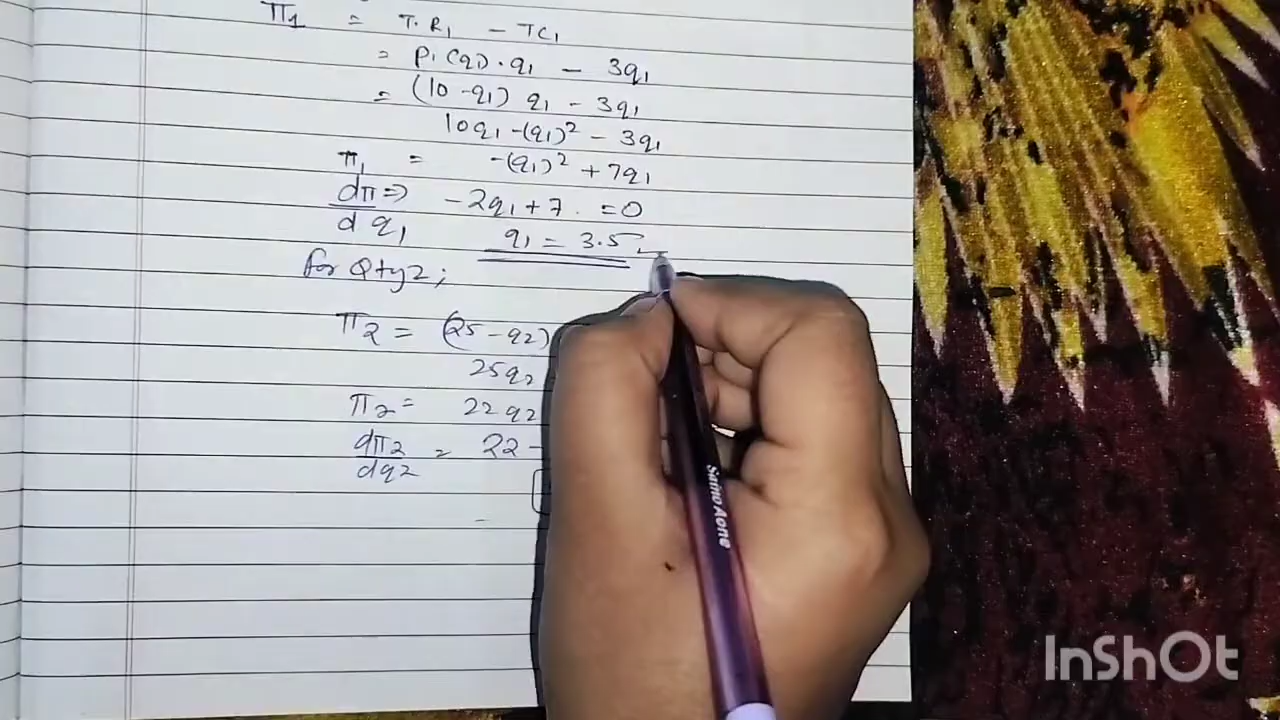 π1 = T.R1 - TC1
= P1(q1)·q1 - 3q1
= (10 - q1) q1 - 3q1
10q1 - (q1)² - 3q1
π1 = -(q1)² + 7q1
dπ/dq1 ⇒ -2q1 + 7. = 0
q1 = 3.5
for Qty2;
π2 = (25 - q2)
25q2
π2 = 22q2
dπ2/dq2 = 22 -
Saino Aone
InShOt